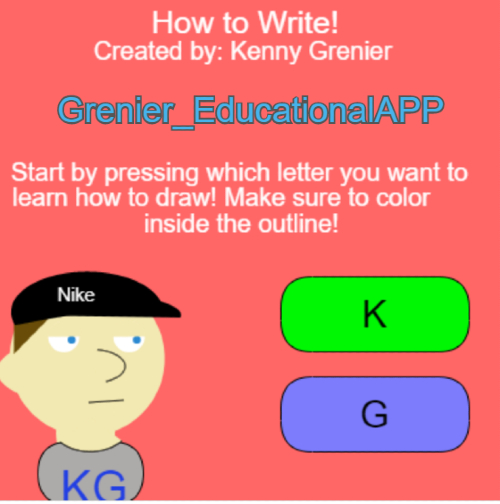 How to Write!
Created by: Kenny Grenier
Grenier_EducationalAPP
Start by pressing which letter you want to
learn how to draw! Make sure to color
inside the outline!
Nike
K
G
KG